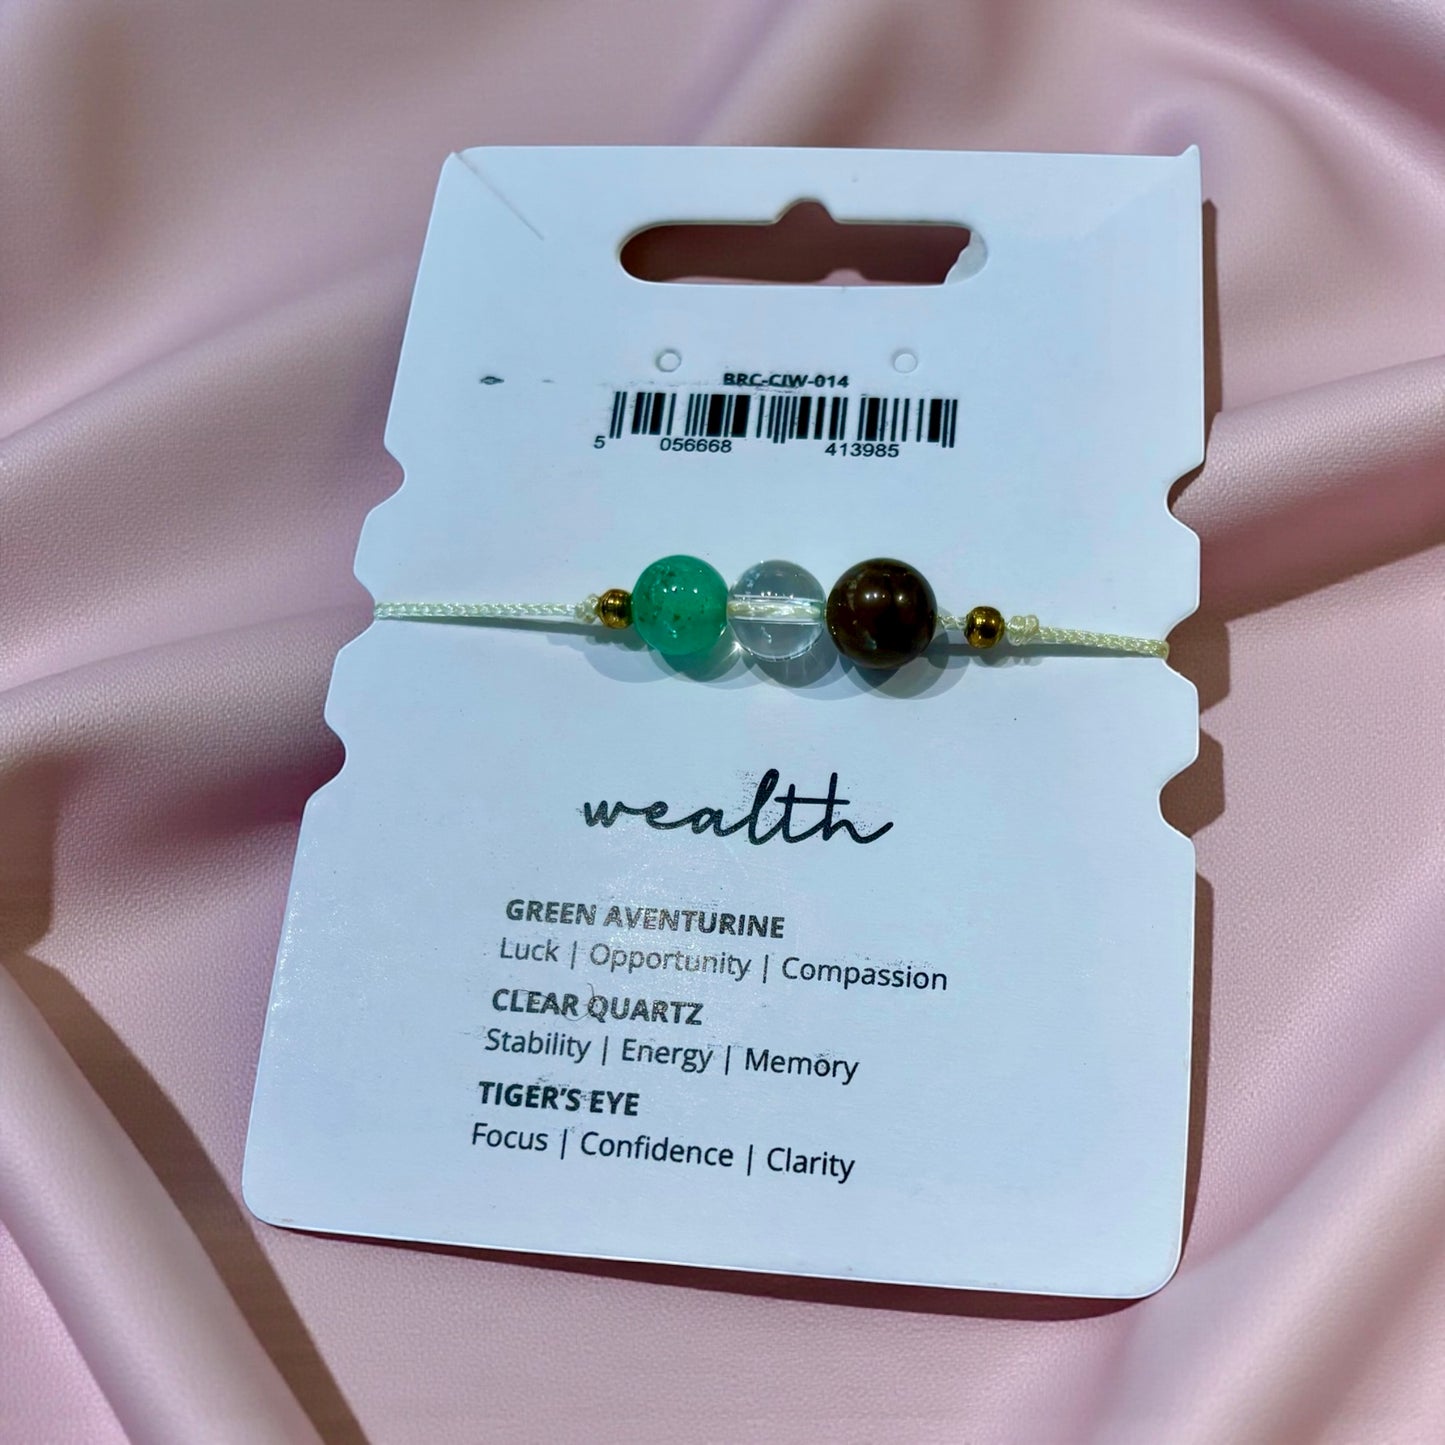 BRC-CIW-014
5 056668 413985
wealth
GREEN AVENTURINE
Luck | Opportunity | Compassion
CLEAR QUARTZ
Stability | Energy | Memory
TIGER'S EYE
Focus | Confidence | Clarity